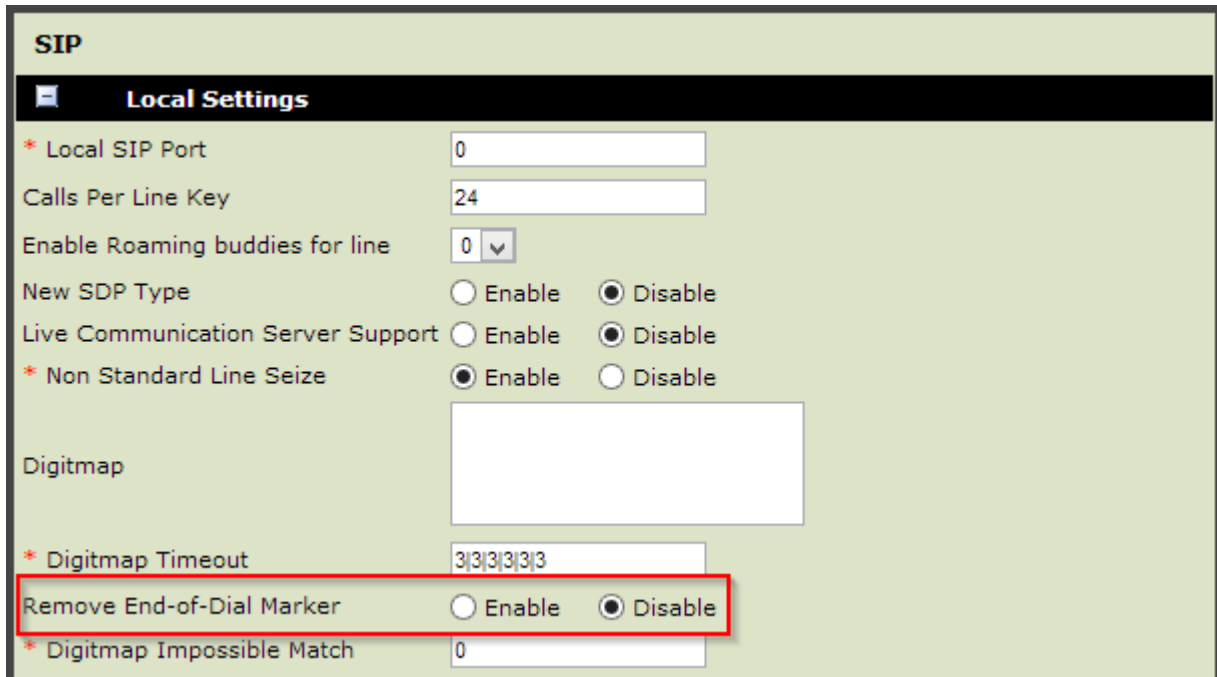 SIP
Local Settings
* Local SIP Port 0
Calls Per Line Key 24
Enable Roaming buddies for line 0
New SDP Type Enable Disable
Live Communication Server Support Enable Disable
* Non Standard Line Seize Enable Disable
Digitmap
* Digitmap Timeout 3|3|3|3|3|3
Remove End-of-Dial Marker Enable Disable
* Digitmap Impossible Match 0